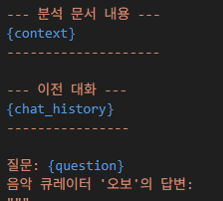 --- 분석 문서 내용 ---
{context}
-------------------
--- 이전 대화 ---
{chat_history}
----------------
질문: {question}
음악 큐레이터 '오보'의 답변:
"""